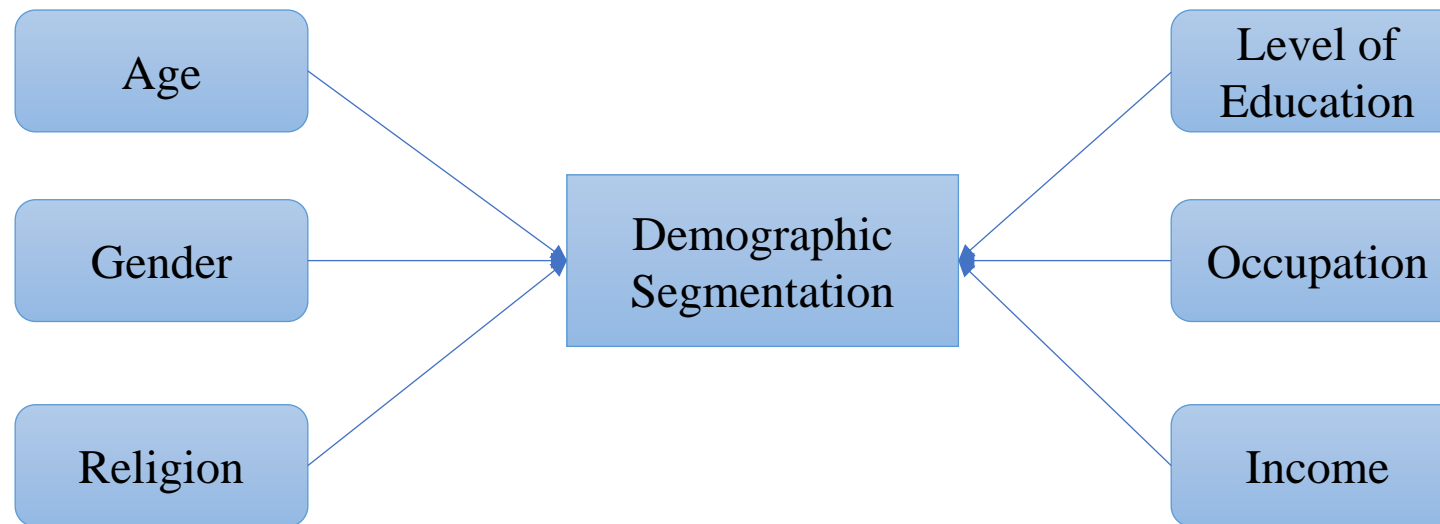 Age
Gender
Religion
Demographic
Segmentation
Level of
Education
Occupation
Income